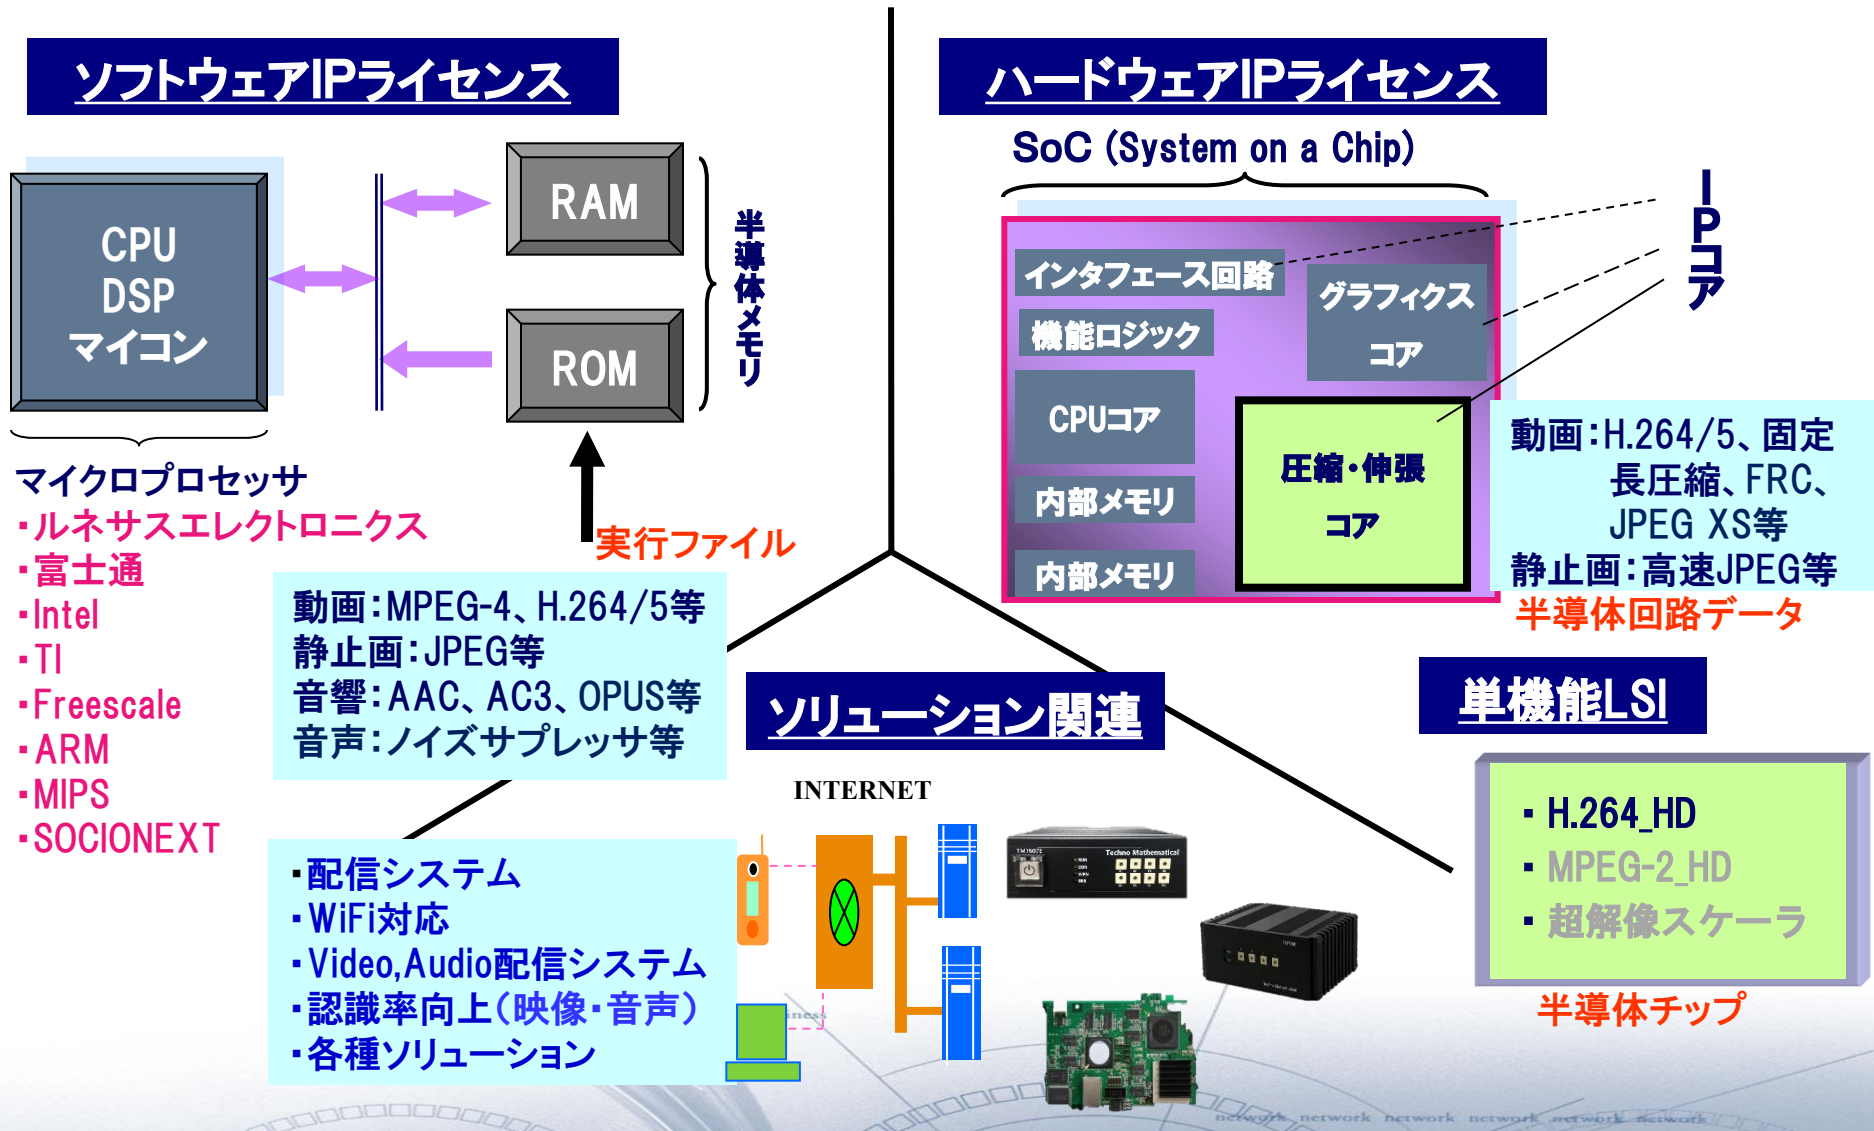 ソフトウェアIPライセンス
CPU
DSP
マイコン
RAM
ROM
半導体メモリ
マイクロプロセッサ
・ルネサスエレクトロニクス
・富士通
・Intel
・TI
・Freescale
・ARM
・MIPS
・SOCIONEXT
実行ファイル
動画：MPEG-4、H.264/5等
静止画：JPEG等
音響：AAC、AC3、OPUS等
音声：ノイズサプレッサ等
ハードウェアIPライセンス
SoC (System on a Chip)
IPコア
インタフェース回路
機能ロジック
CPUコア
内部メモリ
内部メモリ
グラフィクス
コア
圧縮・伸張
コア
動画：H.264/5、固定
長圧縮、FRC、
JPEG XS等
静止画：高速JPEG等
半導体回路データ
ソリューション関連
INTERNET
・配信システム
・WiFi対応
・Video,Audio配信システム
・認識率向上（映像・音声）
・各種ソリューション
Techno Mathematical
単機能LSI
・H.264_HD
・MPEG-2_HD
・超解像スケーラ
半導体チップ
network network network network network network